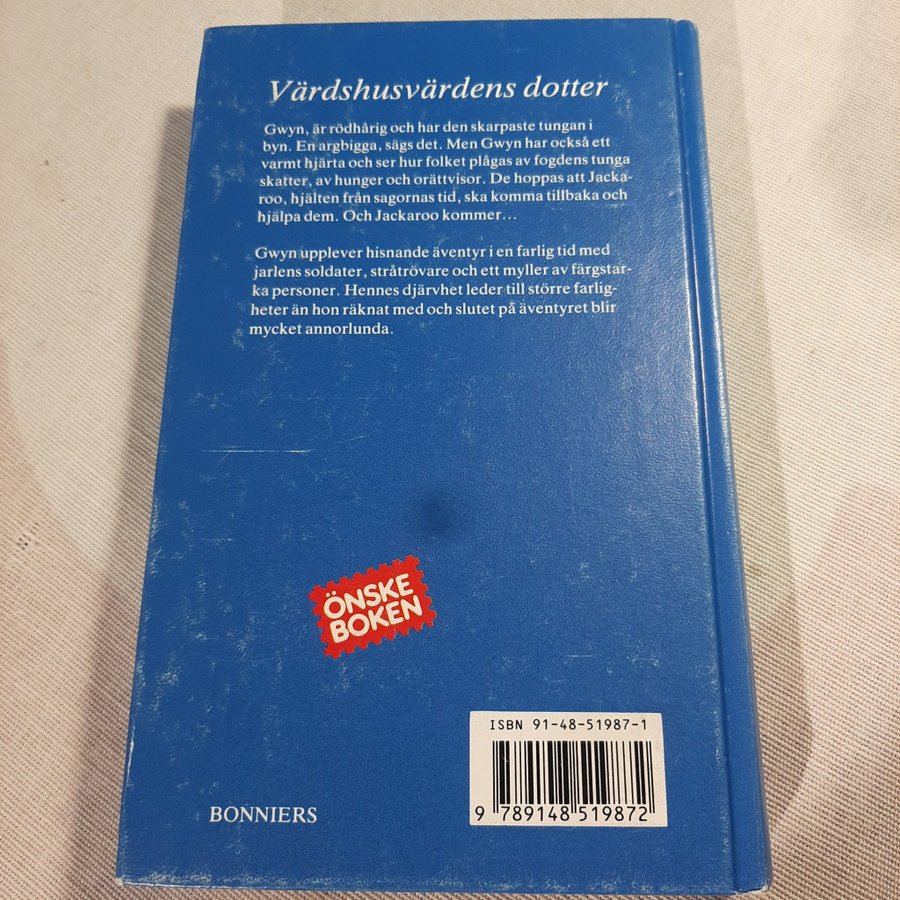 Värdshusvärdens dotter
Gwyn, är rödhårig och har den skarpaste tungan i
byn. En argbigga, sägs det. Men Gwyn har också ett
varmt hjärta och ser hur folket plågas av fogdens tunga
skatter, av hunger och orättvisor. De hoppas att Jacka-
roo, hjälten från sagornas tid, ska komma tillbaka och
hjälpa dem. Och Jackaroo kommer...
Gwyn upplever hisnande äventyr i en farlig tid med
jarlens soldater, stråtrövare och ett myller av färgstar-
ka personer. Hennes djärvhet leder till större farlig-
heter än hon räknat med och slutet på äventyret blir
mycket annorlunda.
ÖNSKE
BOKEN
ISBN 91-48-51987-1
9 789148 519872
BONNIERS